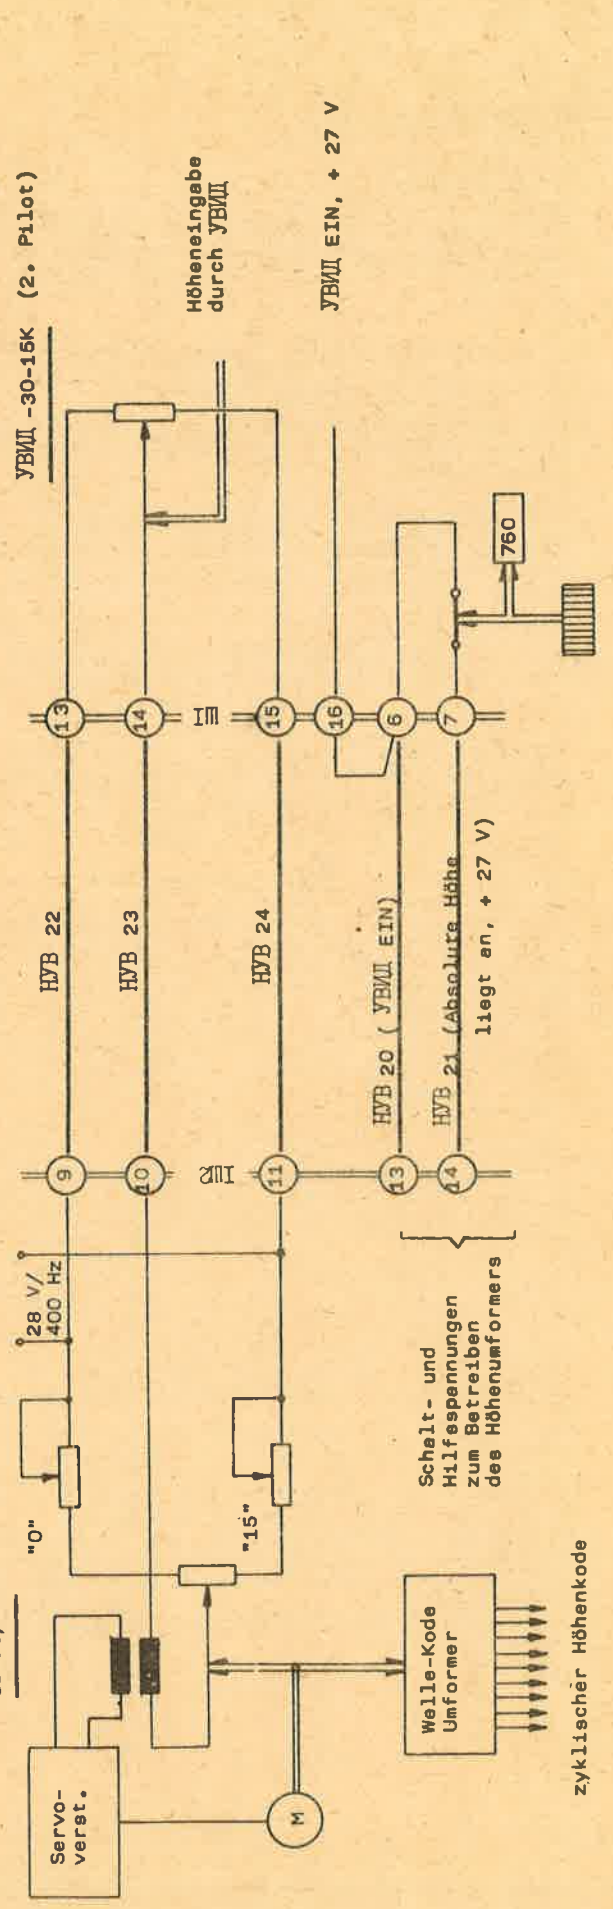 УВИД -30-15К (2. Pilot)
Höheneingabe
durch УВИД
УВИД EIN, + 27 V
760
13
14
Ш1
15
16
6
7
НУВ 22
НУВ 23
НУВ 24
НУВ 20 ( УВИД EIN)
НУВ 21 (Absolute Höhe
liegt an, + 27 V)
9
10
Ш2
11
13
14
28 V/
400 Hz
"0"
"15"
Schalt- und
Hilfsspannungen
zum Betreiben
des Höhenumformers
Servo-
verst.
M
Welle-Kode
Umformer
zyklischer Höhenkode